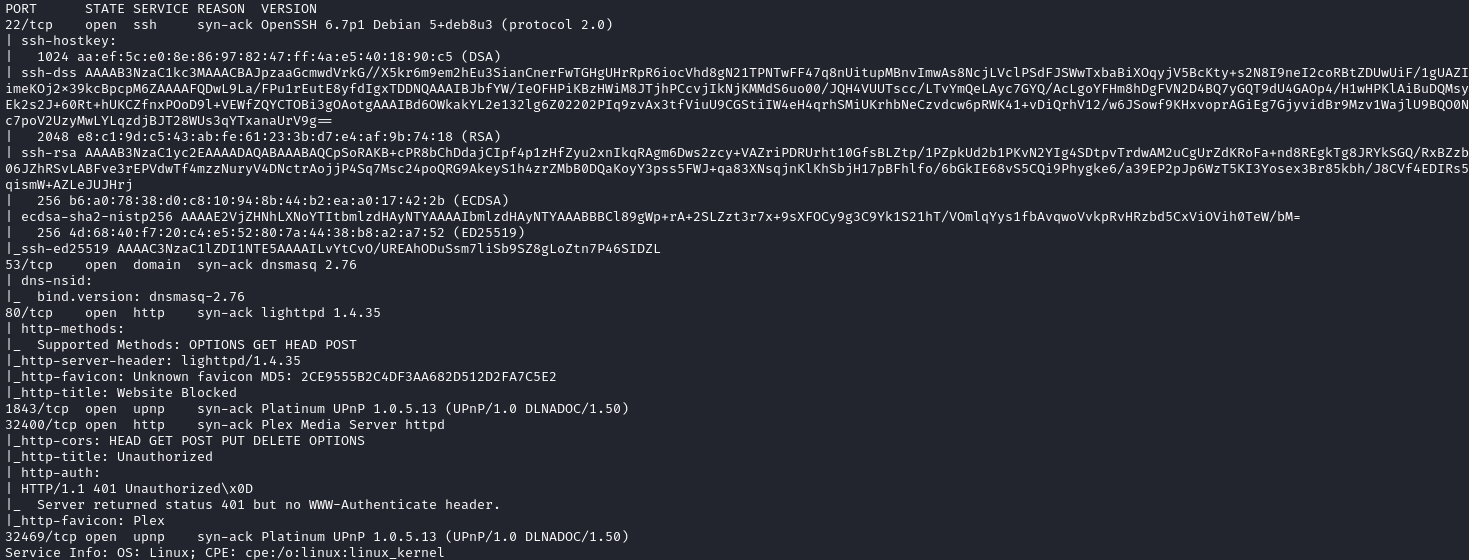 PORT      STATE SERVICE REASON  VERSION
22/tcp    open  ssh     syn-ack OpenSSH 6.7p1 Debian 5+deb8u3 (protocol 2.0)
| ssh-hostkey:
|   1024 aa:ef:5c:e0:8e:86:97:82:47:ff:4a:e5:40:18:90:c5 (DSA)
| ssh-dss AAAAB3NzaC1kc3MAAACBAJpzaaGcmwdVrkG//X5kr6m9em2hEu3SianCnerFwTGHgUHrRpR6iocVhd8gN21TPNTwFF47q8nUitupMBnvImwAs8NcjLVclPSdFJSWwTxbaBiXOqyjV5BcKty+s2N8I9neI2coRBtZDUwUiF/1gUAZI
imeKOj2×39kcBpcpM6ZAAAAFQDwL9La/FPu1rEutE8yfdIgxTDDNQAAAIBJbfYW/IeOFHPiKBzHWiM8JTjhPCcvjIkNjKMMdS6uo00/JQH4VUUTscc/LTvYmQeLAyc7GYQ/AcLgoYFHm8hDgFVN2D4BQ7yGQT9dU4GAOp4/H1wHPKlAiBuDQMsy
Ek2s2J+60Rt+hUKCZfnxPOoD9l+VEWfZQYCTOBi3gOAotgAAAIBd6OWkakYL2e132lg6Z02202PIq9zvAx3tfViuU9CGStiIW4eH4qrhSMiUKrhbNeCzvdcw6pRWK41+vDiQrhV12/w6JSowf9KHxvoprAGiEg7GjyvidBr9Mzv1WajlU9BQO0N
c7poV2UzyMwLYLqzdjBJT28WUs3qYTxanaUrV9g==
|   2048 e8:c1:9d:c5:43:ab:fe:61:23:3b:d7:e4:af:9b:74:18 (RSA)
| ssh-rsa AAAAB3NzaC1yc2EAAAADAQABAAABAQCpSoRAKB+cPR8bChDdajCIpf4p1zHfZyu2xnIkqRAgm6Dws2zcy+VAZriPDRUrht10GfsBLZtp/1PZpkUd2b1PKvN2YIg4SDtpvTrdwAM2uCgUrZdKRoFa+nd8REgkTg8JRYkSGQ/RxBZzb
06JZhRSvLABFve3rEPVdwTf4mzzNuryV4DNctrAojjP4Sq7Msc24poQRG9AkeyS1h4zrZMbB0DQaKoyY3pss5FWJ+qa83XNsqjnKlKhSbjH17pBFhlfo/6bGkIE68vS5CQi9Phygke6/a39EP2pJp6WzT5KI3Yosex3Br85kbh/J8CVf4EDIRs5
qismW+AZLeJUJHrj
|   256 b6:a0:78:38:d0:c8:10:94:8b:44:b2:ea:a0:17:42:2b (ECDSA)
| ecdsa-sha2-nistp256 AAAAE2VjZHNhLXNoYTItbmlzdHAyNTYAAAAIbmlzdHAyNTYAAABBBCl89gWp+rA+2SLZzt3r7x+9sXFOCy9g3C9Yk1S21hT/VOmlqYys1fbAvqwoVvkpRvHRzbd5CxViOVih0TeW/bM=
|   256 4d:68:40:f7:20:c4:e5:52:80:7a:44:38:b8:a2:a7:52 (ED25519)
|_ssh-ed25519 AAAAC3NzaC1lZDI1NTE5AAAAILvYtCvO/UREAhODuSsm7liSb9SZ8gLoZtn7P46SIDZL
53/tcp    open  domain  syn-ack dnsmasq 2.76
| dns-nsid:
|_  bind.version: dnsmasq-2.76
80/tcp    open  http    syn-ack lighttpd 1.4.35
| http-methods:
|_  Supported Methods: OPTIONS GET HEAD POST
|_http-server-header: lighttpd/1.4.35
|_http-favicon: Unknown favicon MD5: 2CE9555B2C4DF3AA682D512D2FA7C5E2
|_http-title: Website Blocked
1843/tcp  open  upnp    syn-ack Platinum UPnP 1.0.5.13 (UPnP/1.0 DLNADOC/1.50)
32400/tcp open  http    syn-ack Plex Media Server httpd
|_http-cors: HEAD GET POST PUT DELETE OPTIONS
|_http-title: Unauthorized
| http-auth:
| HTTP/1.1 401 Unauthorized\x0D
|_  Server returned status 401 but no WWW-Authenticate header.
|_http-favicon: Plex
32469/tcp open  upnp    syn-ack Platinum UPnP 1.0.5.13 (UPnP/1.0 DLNADOC/1.50)
Service Info: OS: Linux; CPE: cpe:/o:linux:linux_kernel